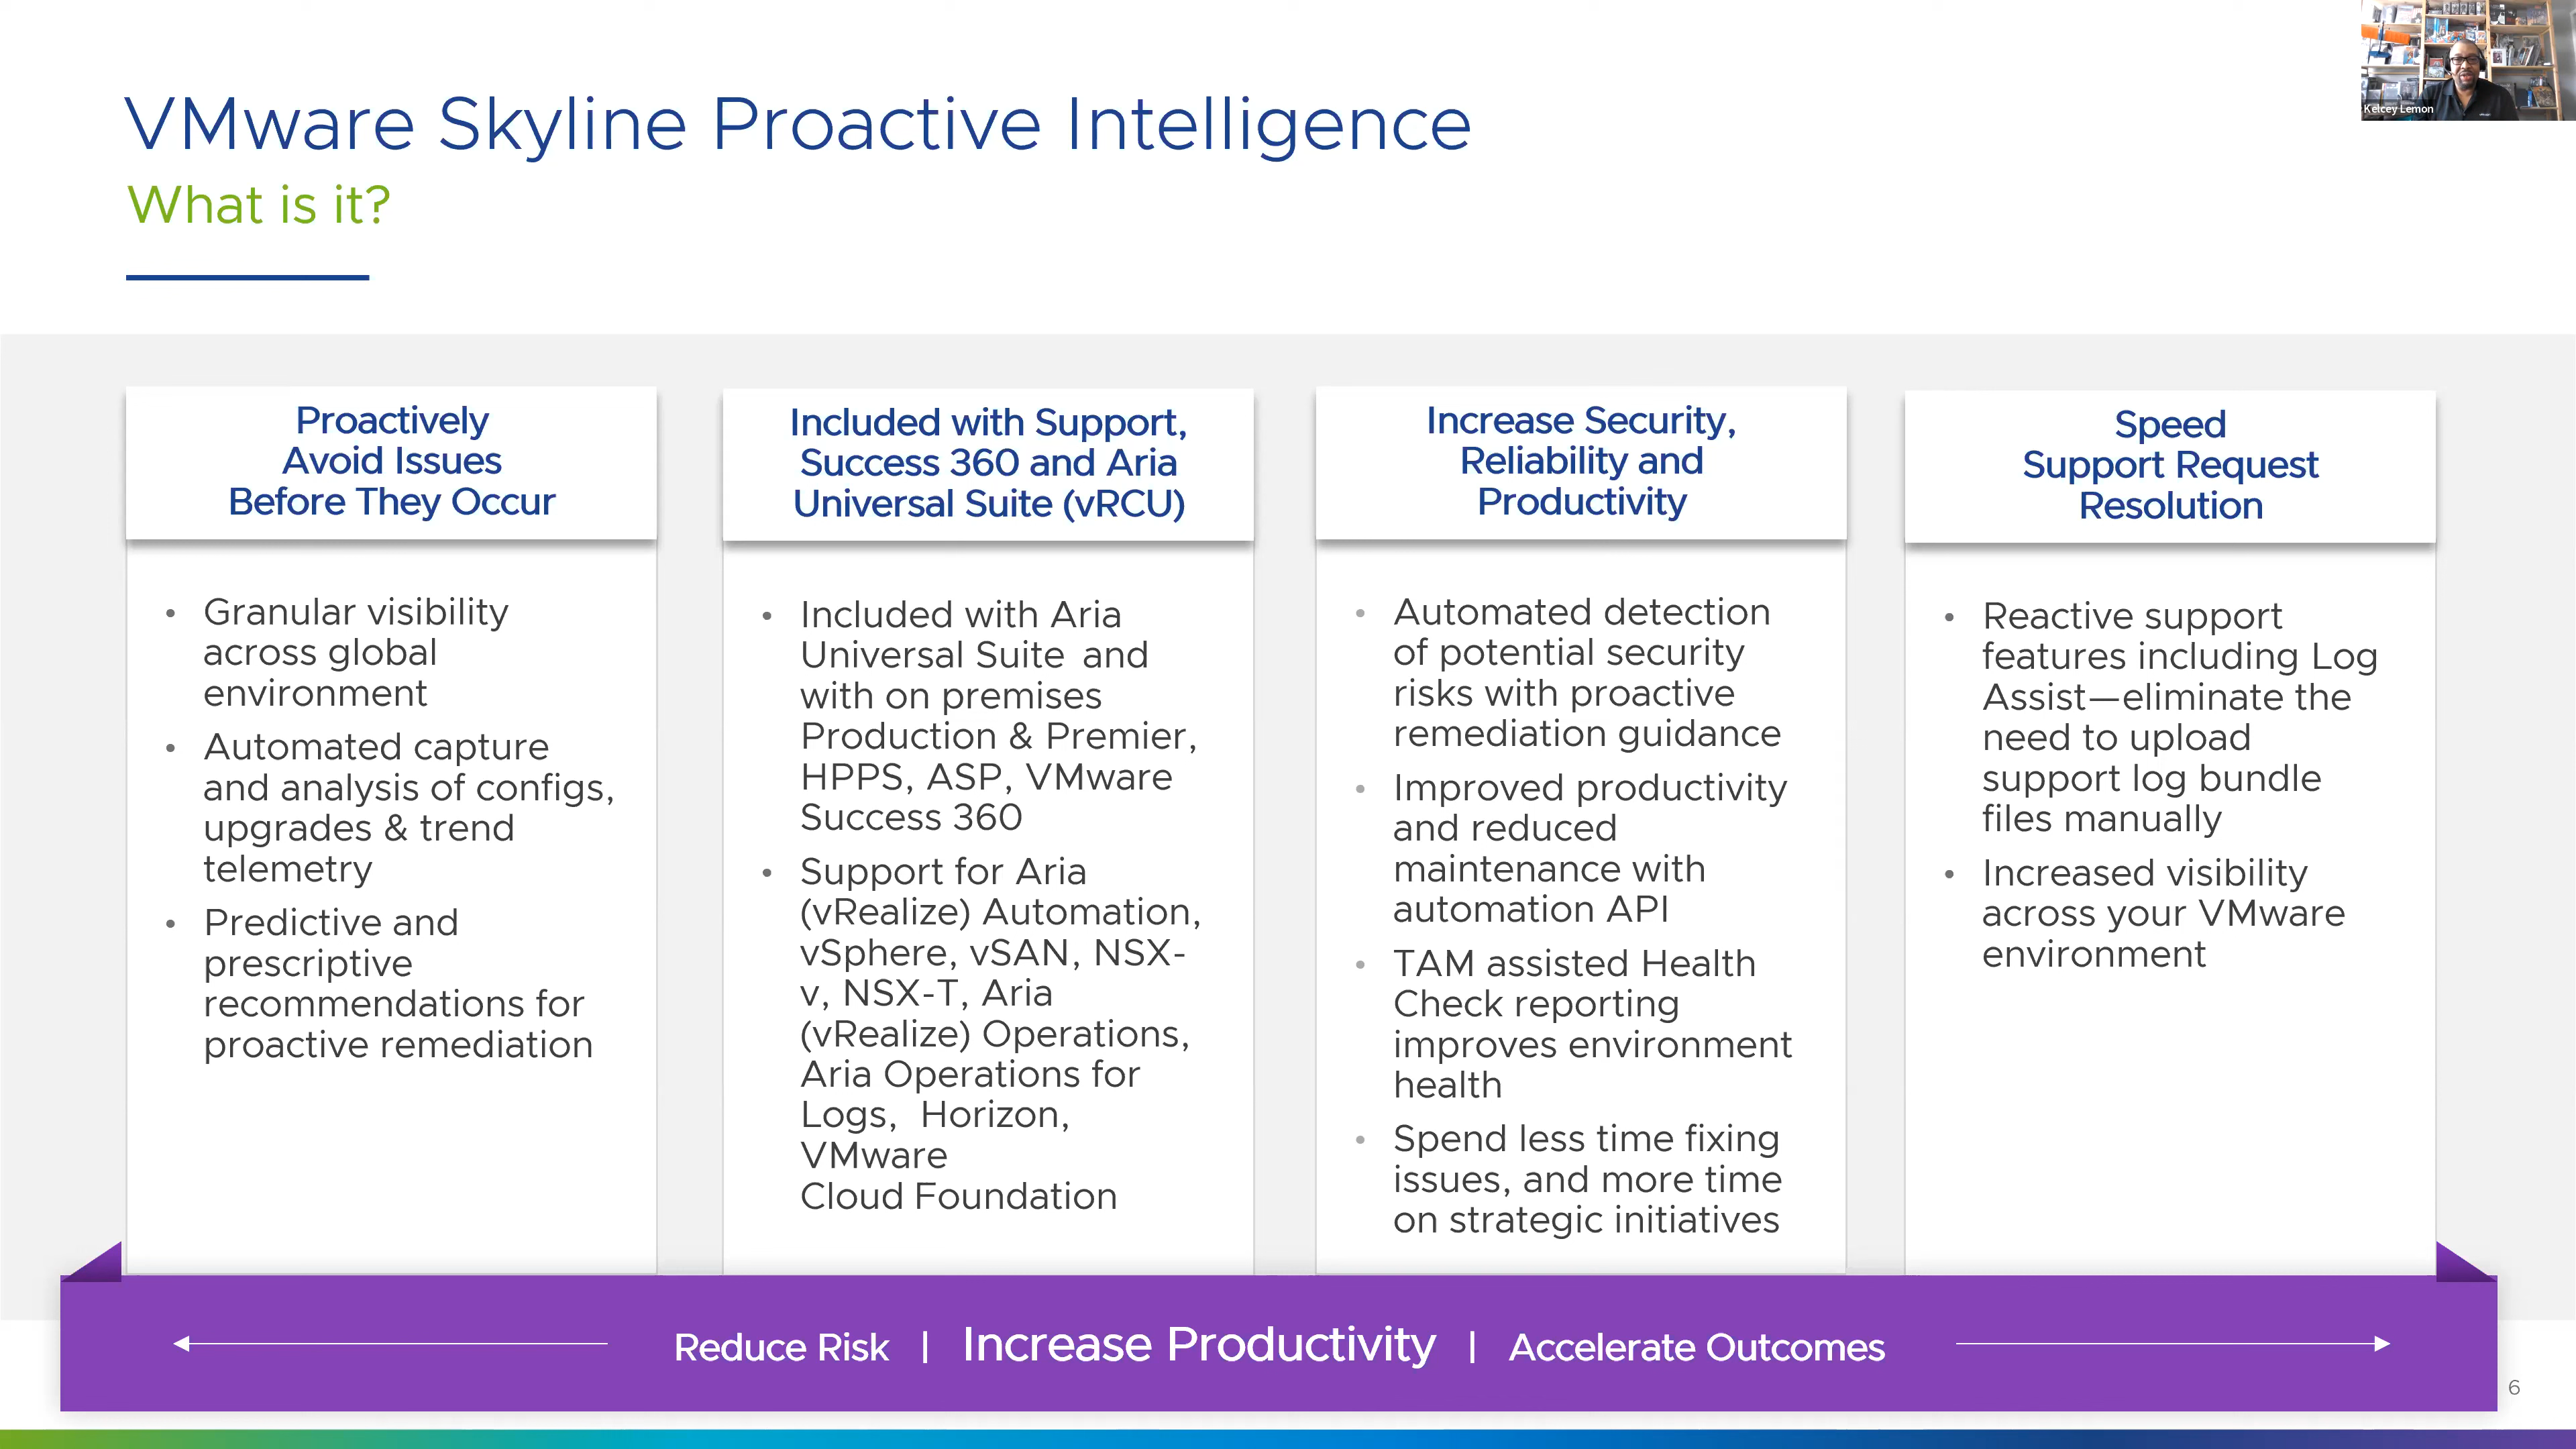 VMware Skyline Proactive Intelligence
What is it?
Kelcey Lemon
Proactively
Avoid Issues
Before They Occur
• Granular visibility
across global
environment
• Automated capture
and analysis of configs,
upgrades & trend
telemetry
• Predictive and
prescriptive
recommendations for
proactive remediation
Included with Support,
Success 360 and Aria
Universal Suite (vRCU)
• Included with Aria
Universal Suite and
with on premises
Production & Premier,
HPPS, ASP, VMware
Success 360
• Support for Aria
(vRealize) Automation,
vSphere, vSAN, NSX-
v, NSX-T, Aria
(vRealize) Operations,
Aria Operations for
Logs, Horizon,
VMware
Cloud Foundation
Increase Security,
Reliability and
Productivity
• Automated detection
of potential security
risks with proactive
remediation guidance
• Improved productivity
and reduced
maintenance with
automation API
• TAM assisted Health
Check reporting
improves environment
health
• Spend less time fixing
issues, and more time
on strategic initiatives
Speed
Support Request
Resolution
• Reactive support
features including Log
Assist—eliminate the
need to upload
support log bundle
files manually
• Increased visibility
across your VMware
environment
Reduce Risk | Increase Productivity | Accelerate Outcomes
6